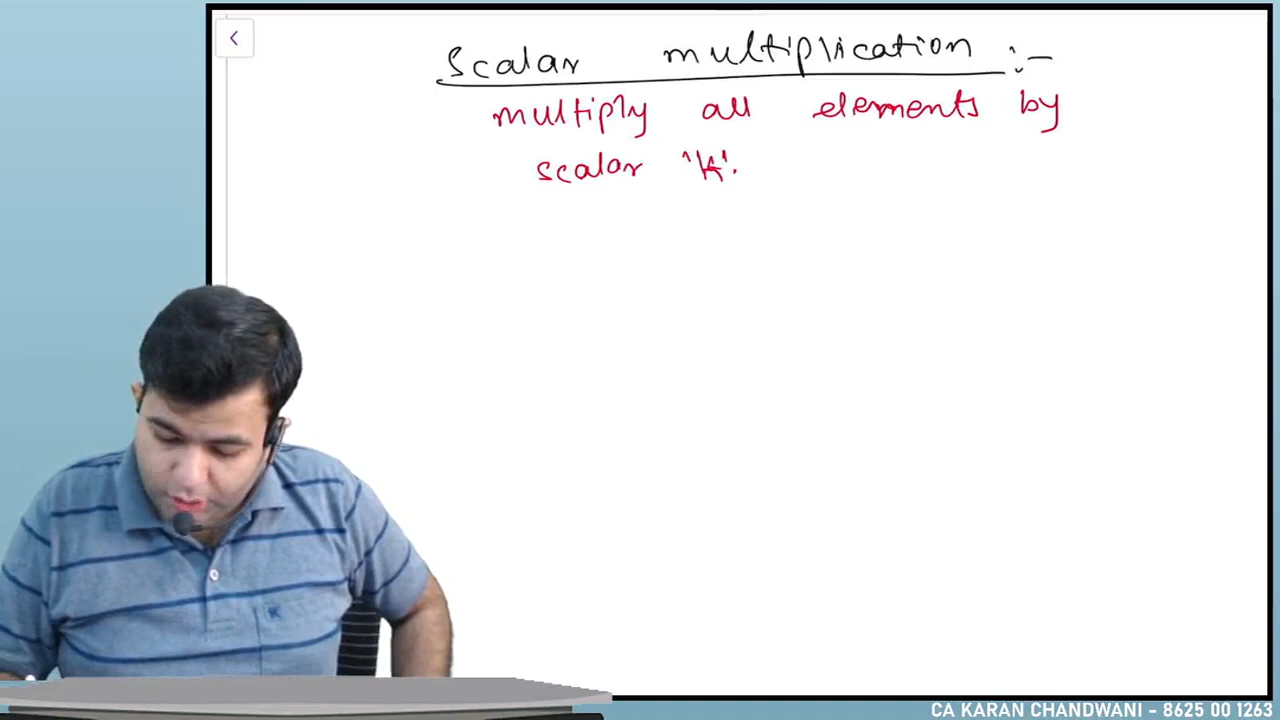 Scalar multiplication :-
multiply all elements by
scalar 'K'.
CA KARAN CHANDWANI - 8625 00 1263